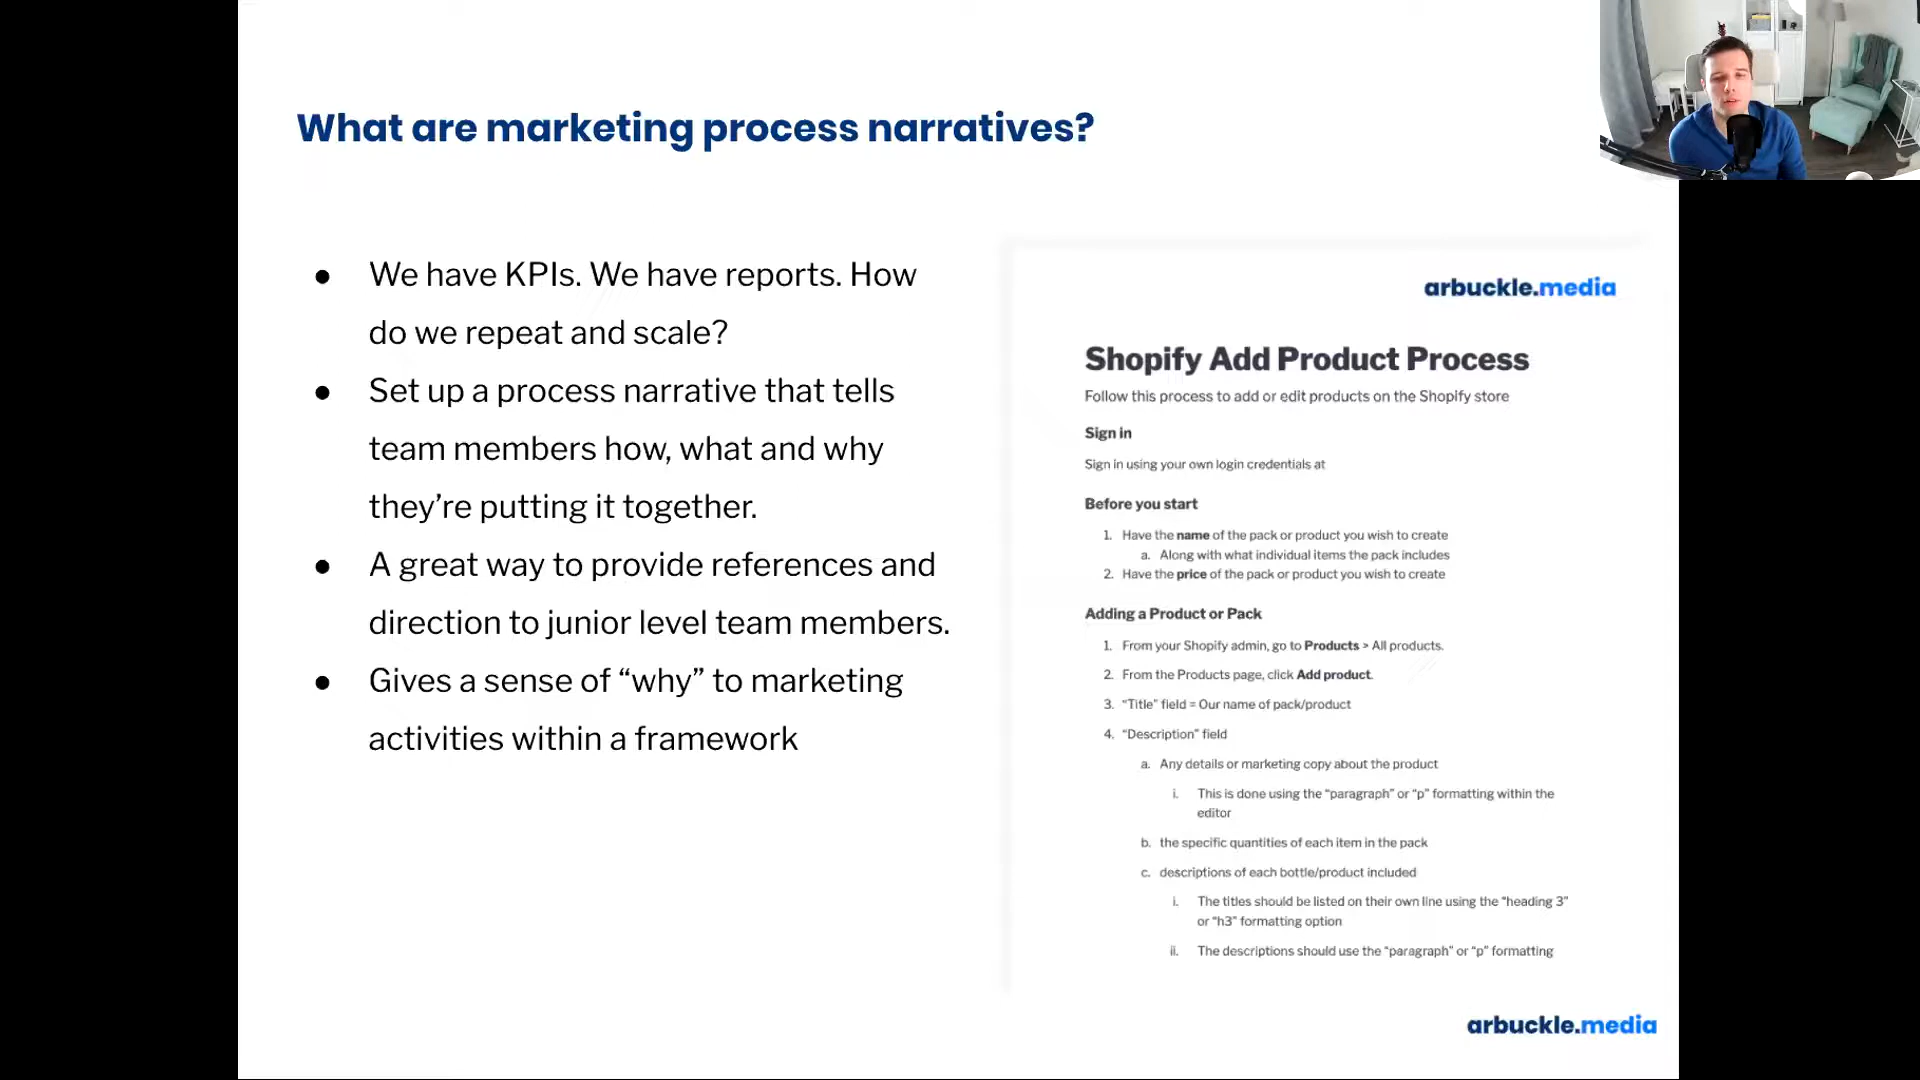 What are marketing process narratives?
● We have KPIs. We have reports. How
do we repeat and scale?
● Set up a process narrative that tells
team members how, what and why
they’re putting it together.
● A great way to provide references and
direction to junior level team members.
● Gives a sense of “why” to marketing
activities within a framework
arbuckle.media
Shopify Add Product Process
Follow this process to add or edit products on the Shopify store
Sign in
Sign in using your own login credentials at
Before you start
1. Have the name of the pack or product you wish to create
a. Along with what individual items the pack includes
2. Have the price of the pack or product you wish to create
Adding a Product or Pack
1. From your Shopify admin, go to Products > All products.
2. From the Products page, click Add product.
3. “Title” field = Our name of pack/product
4. “Description” field
a. Any details or marketing copy about the product
i. This is done using the “paragraph” or “p” formatting within the
editor
b. the specific quantities of each item in the pack
c. descriptions of each bottle/product included
i. The titles should be listed on their own line using the “heading 3”
or “h3” formatting option
ii. The descriptions should use the “paragraph” or “p” formatting
arbuckle.media